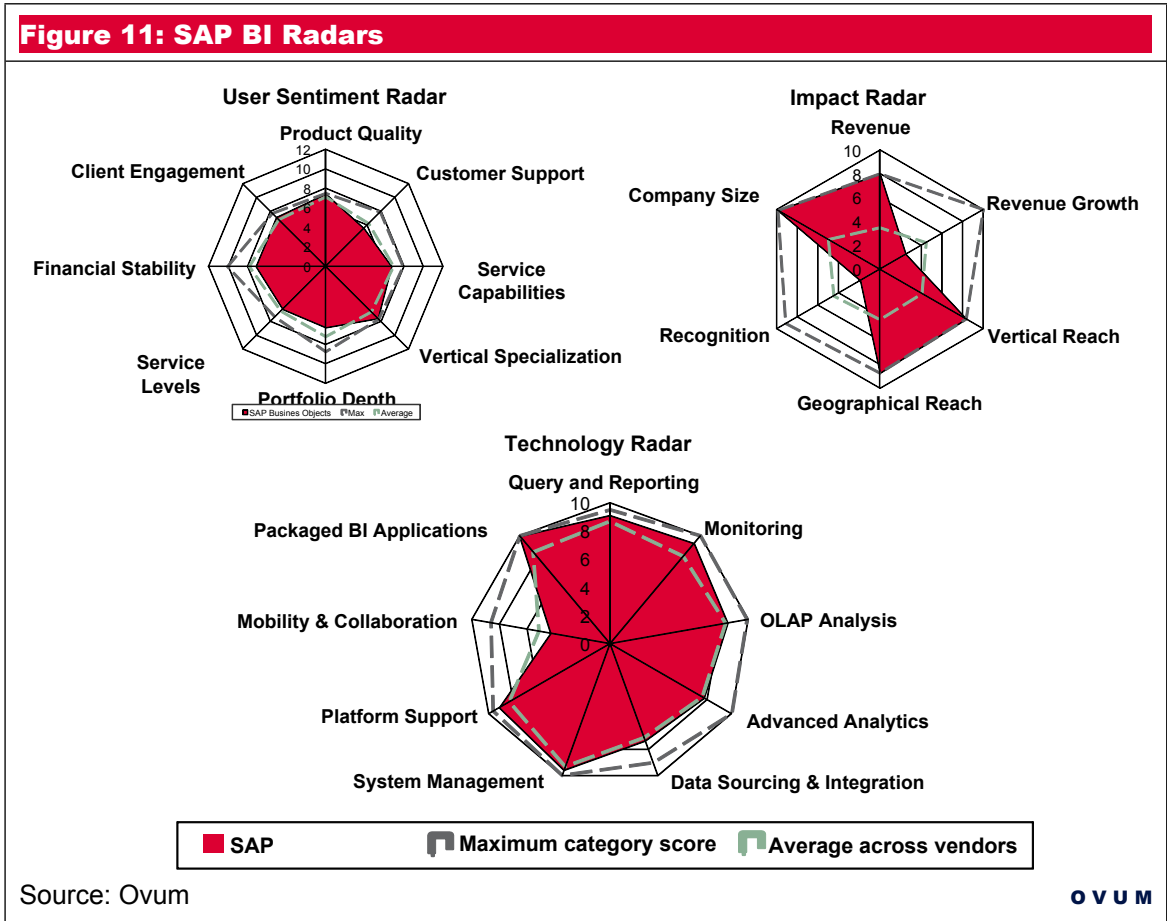 Figure 11: SAP BI Radars
User Sentiment Radar
Product Quality
Customer Support
Service
Capabilities
Vertical Specialization
Portfolio Depth
Service
Levels
Financial Stability
Client Engagement
12
10
8
6
4
2
0
SAP Busines Objects Max Average
Impact Radar
Revenue
Revenue Growth
Vertical Reach
Geographical Reach
Recognition
Company Size
10
8
6
4
2
0
Technology Radar
Query and Reporting
Monitoring
OLAP Analysis
Advanced Analytics
Data Sourcing & Integration
System Management
Platform Support
Mobility & Collaboration
Packaged BI Applications
10
8
6
4
2
0
SAP Maximum category score Average across vendors
Source: Ovum
OVUM